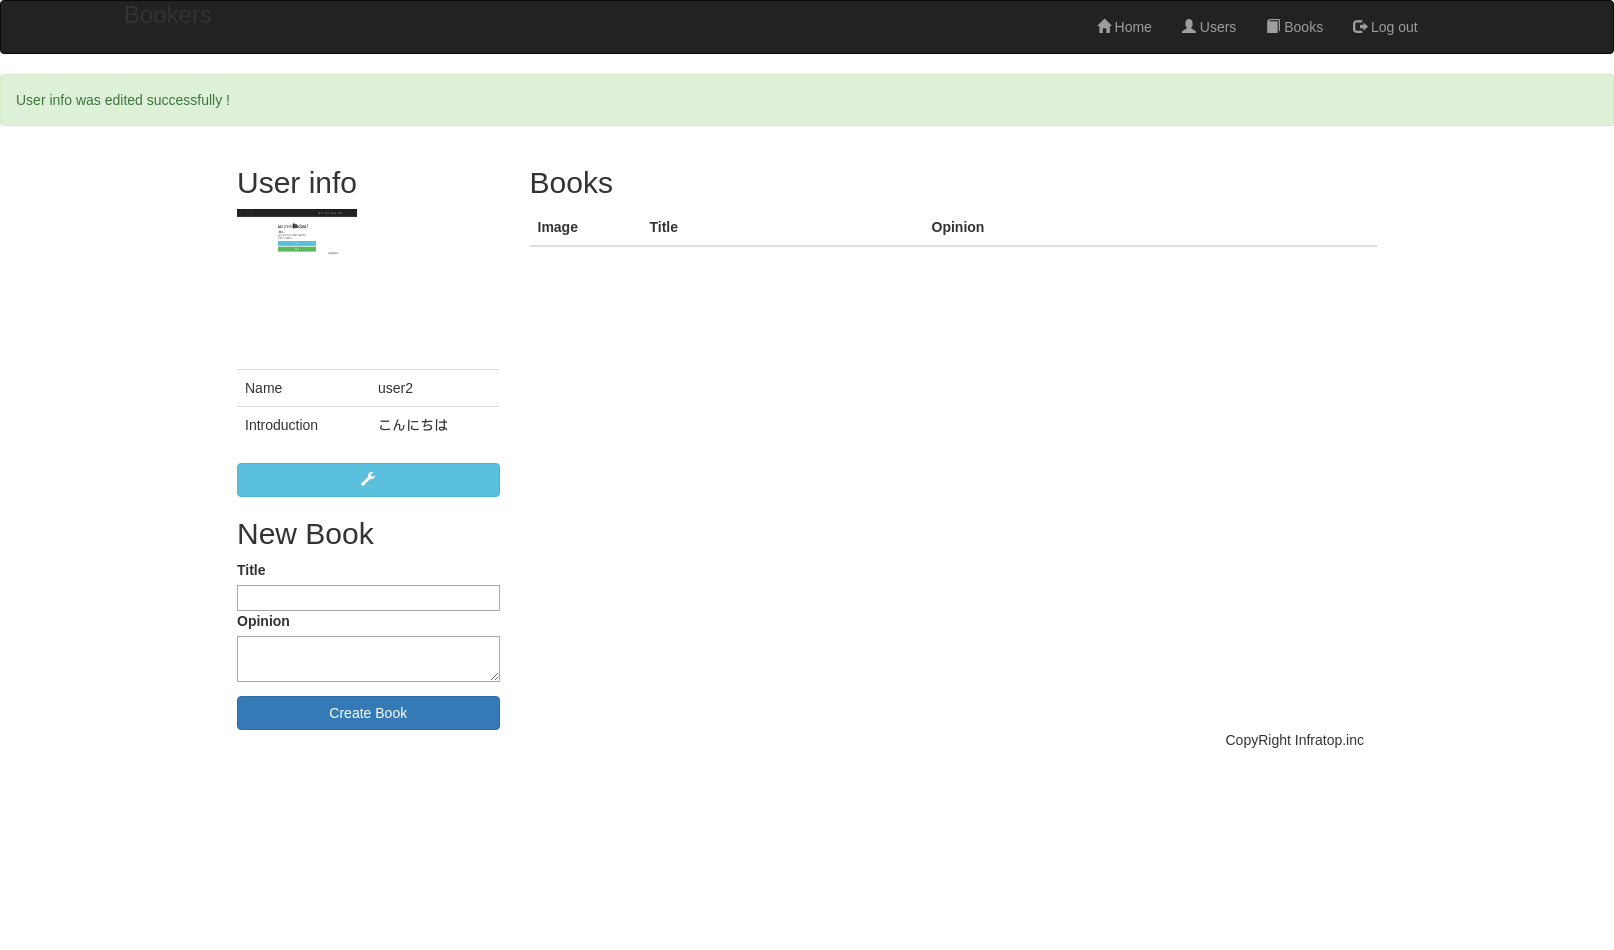 Bookers
Home Users Books Log out
User info was edited successfully !
User info
Books
Image Title Opinion
Name user2
Introduction こんにちは
New Book
Title
Opinion
Create Book
CopyRight Infratop.inc